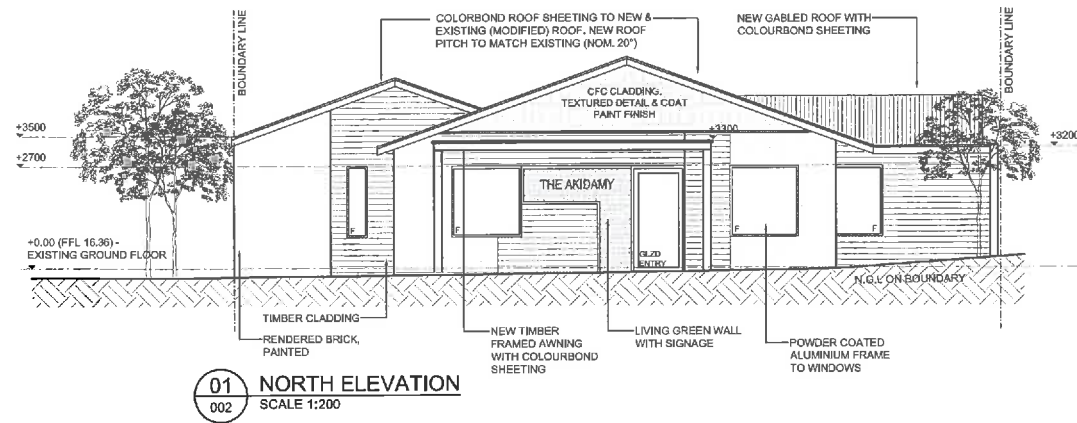 COLORBOND ROOF SHEETING TO NEW &
EXISTING (MODIFIED) ROOF. NEW ROOF
PITCH TO MATCH EXISTING (NOM. 20°)
NEW GABLED ROOF WITH
COLOURBOND SHEETING
BOUNDARY LINE
BOUNDARY LINE
CFC CLADDING,
TEXTURED DETAIL & COAT
PAINT FINISH
+3500
+3300
+3200
+2700
THE AKIDAMY
F
F
F
F
GLZD
ENTRY
+0.00 (FFL 16.36) -
EXISTING GROUND FLOOR
N.G.L ON BOUNDARY
TIMBER CLADDING
RENDERED BRICK,
PAINTED
NEW TIMBER
FRAMED AWNING
WITH COLOURBOND
SHEETING
LIVING GREEN WALL
WITH SIGNAGE
POWDER COATED
ALUMINIUM FRAME
TO WINDOWS
01
002
NORTH ELEVATION
SCALE 1:200